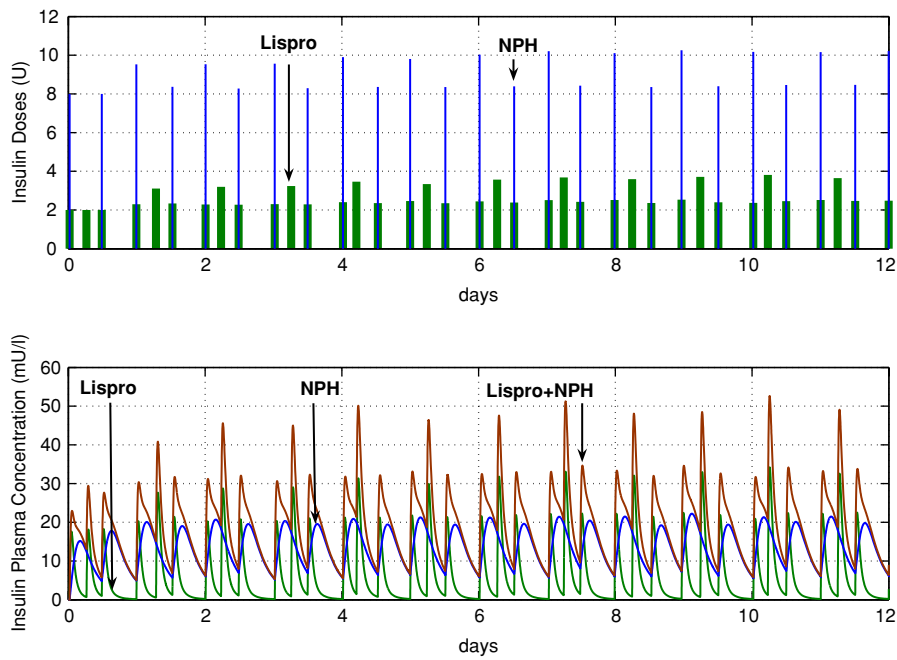 Insulin Doses (U)
12
10
8
6
4
2
0
Lispro
NPH
0 2 4 6 8 10 12
days
Insulin Plasma Concentration (mU/l)
60
50
40
30
20
10
0
Lispro
NPH
Lispro+NPH
0 2 4 6 8 10 12
days